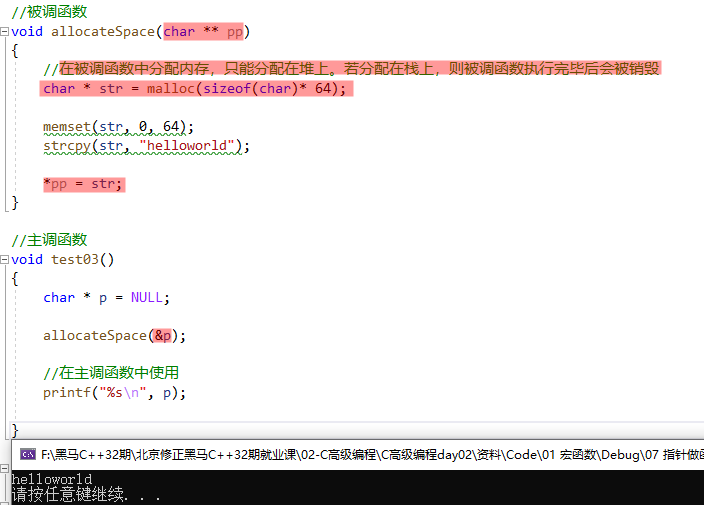 //被调函数
void allocateSpace(char ** pp)
{
//在被调函数中分配内存，只能分配在堆上。若分配在栈上，则被调函数执行完毕后会被销毁
char * str = malloc(sizeof(char)* 64);
memset(str, 0, 64);
strcpy(str, "helloworld");
*pp = str;
}
//主调函数
void test03()
{
char * p = NULL;
allocateSpace(&p);
//在主调函数中使用
printf("%s\n", p);
}
F:\黑马C++32期\北京修正黑马C++32期就业课\02-C高级编程\C高级编程day02\资料\Code\01 宏函数\Debug\07 指针做
helloworld
请按任意键继续. . .